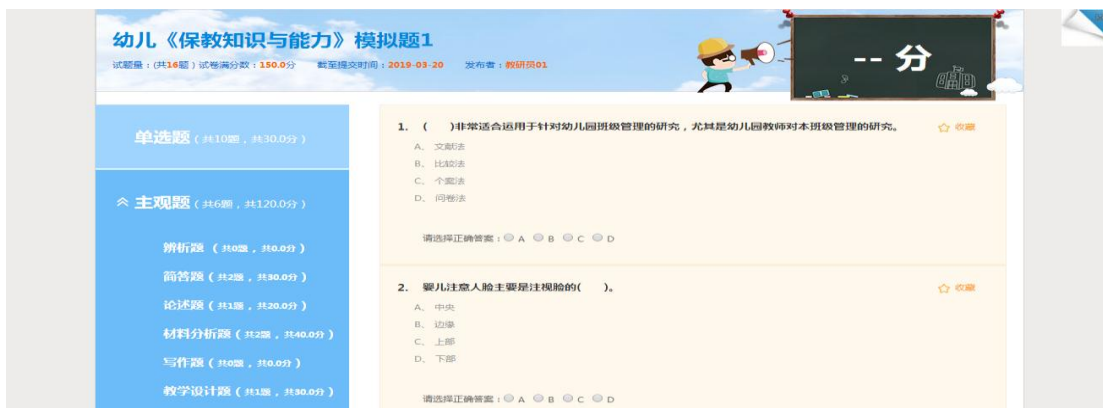 幼儿《保教知识与能力》模拟题1
试题量：(共16题) 试卷满分数：150.0分 截至提交时间：2019-03-20 发布者：教研员01
-- 分
单选题 ( 共10题，共30.0分 )
主观题 ( 共6题，共120.0分 )
辨析题 ( 共0题，共0.0分 )
简答题 ( 共2题，共30.0分 )
论述题 ( 共1题，共20.0分 )
材料分析题 ( 共2题，共40.0分 )
写作题 ( 共0题，共0.0分 )
教学设计题 ( 共1题，共30.0分 )
1. ( )非常适合运用于针对幼儿园班级管理的研究，尤其是幼儿园教师对本班级管理的研究。 收藏
A、 文献法
B、 比较法
C、 个案法
D、 问卷法
请选择正确答案： A B C D
2. 婴儿注意人脸主要是注视脸的( )。 收藏
A、 中央
B、 边缘
C、 上部
D、 下部
请选择正确答案： A B C D